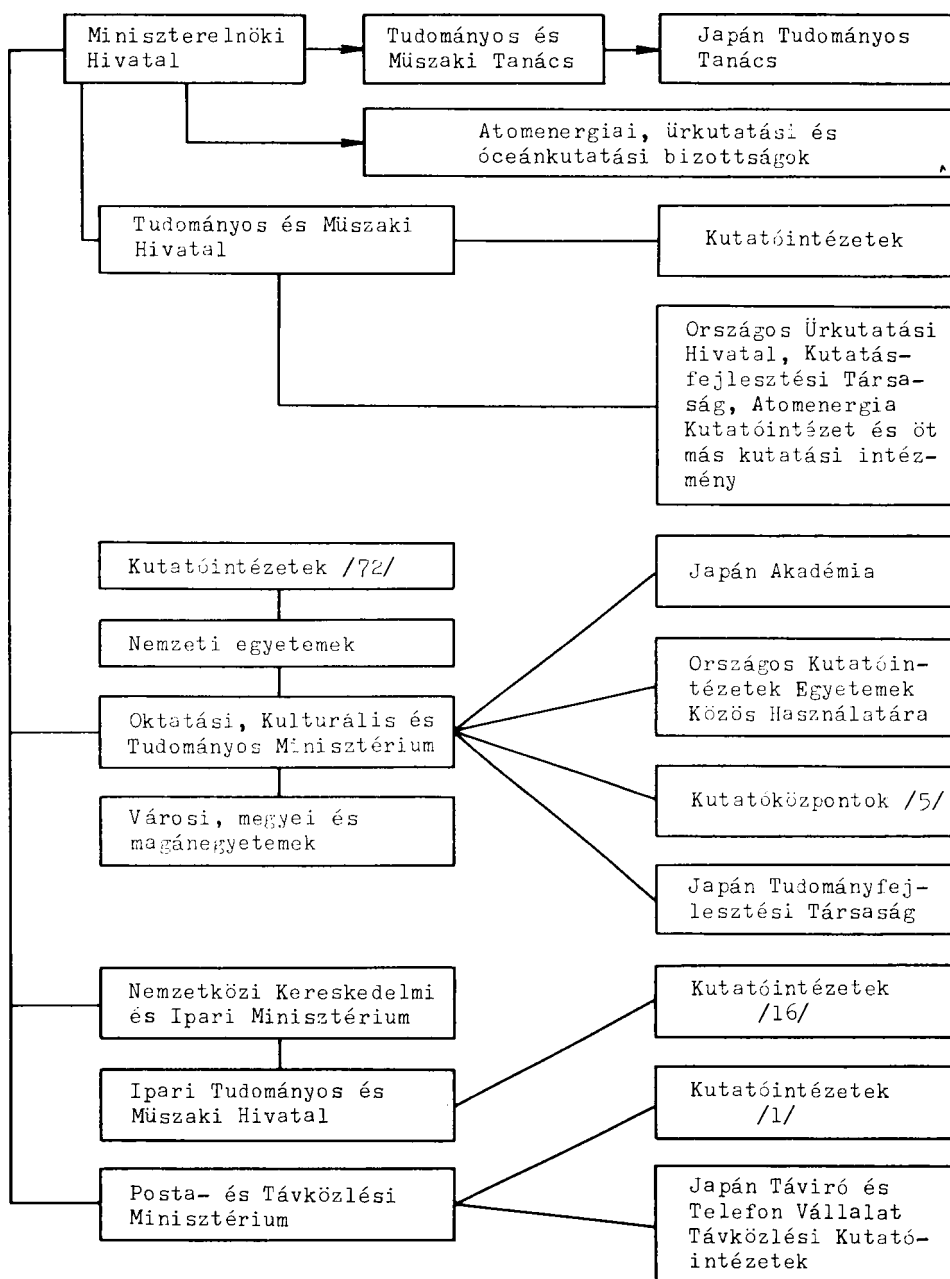 Miniszterelnöki
Hivatal
Tudományos és
Müszaki Tanács
Japán Tudományos
Tanács
Atomenergiai, ürkutatási és
óceánkutatási bizottságok
Tudományos és Müszaki
Hivatal
Kutatóintézetek
Országos Ürkutatási
Hivatal, Kutatás-
fejlesztési Társa-
ság, Atomenergia
Kutatóintézet és öt
más kutatási intéz-
mény
Kutatóintézetek /72/
Nemzeti egyetemek
Oktatási, Kulturális és
Tudományos Minisztérium
Városi, megyei és
magánegyetemek
Japán Akadémia
Országos Kutatóin-
tézetek Egyetemek
Közös Használatára
Kutatóközpontok /5/
Japán Tudományfej-
lesztési Társaság
Nemzetközi Kereskedelmi
és Ipari Minisztérium
Ipari Tudományos és
Müszaki Hivatal
Kutatóintézetek
/16/
Posta- és Távközlési
Minisztérium
Kutatóintézetek
/1/
Japán Táviró és
Telefon Vállalat
Távközlési Kutató-
intézetek